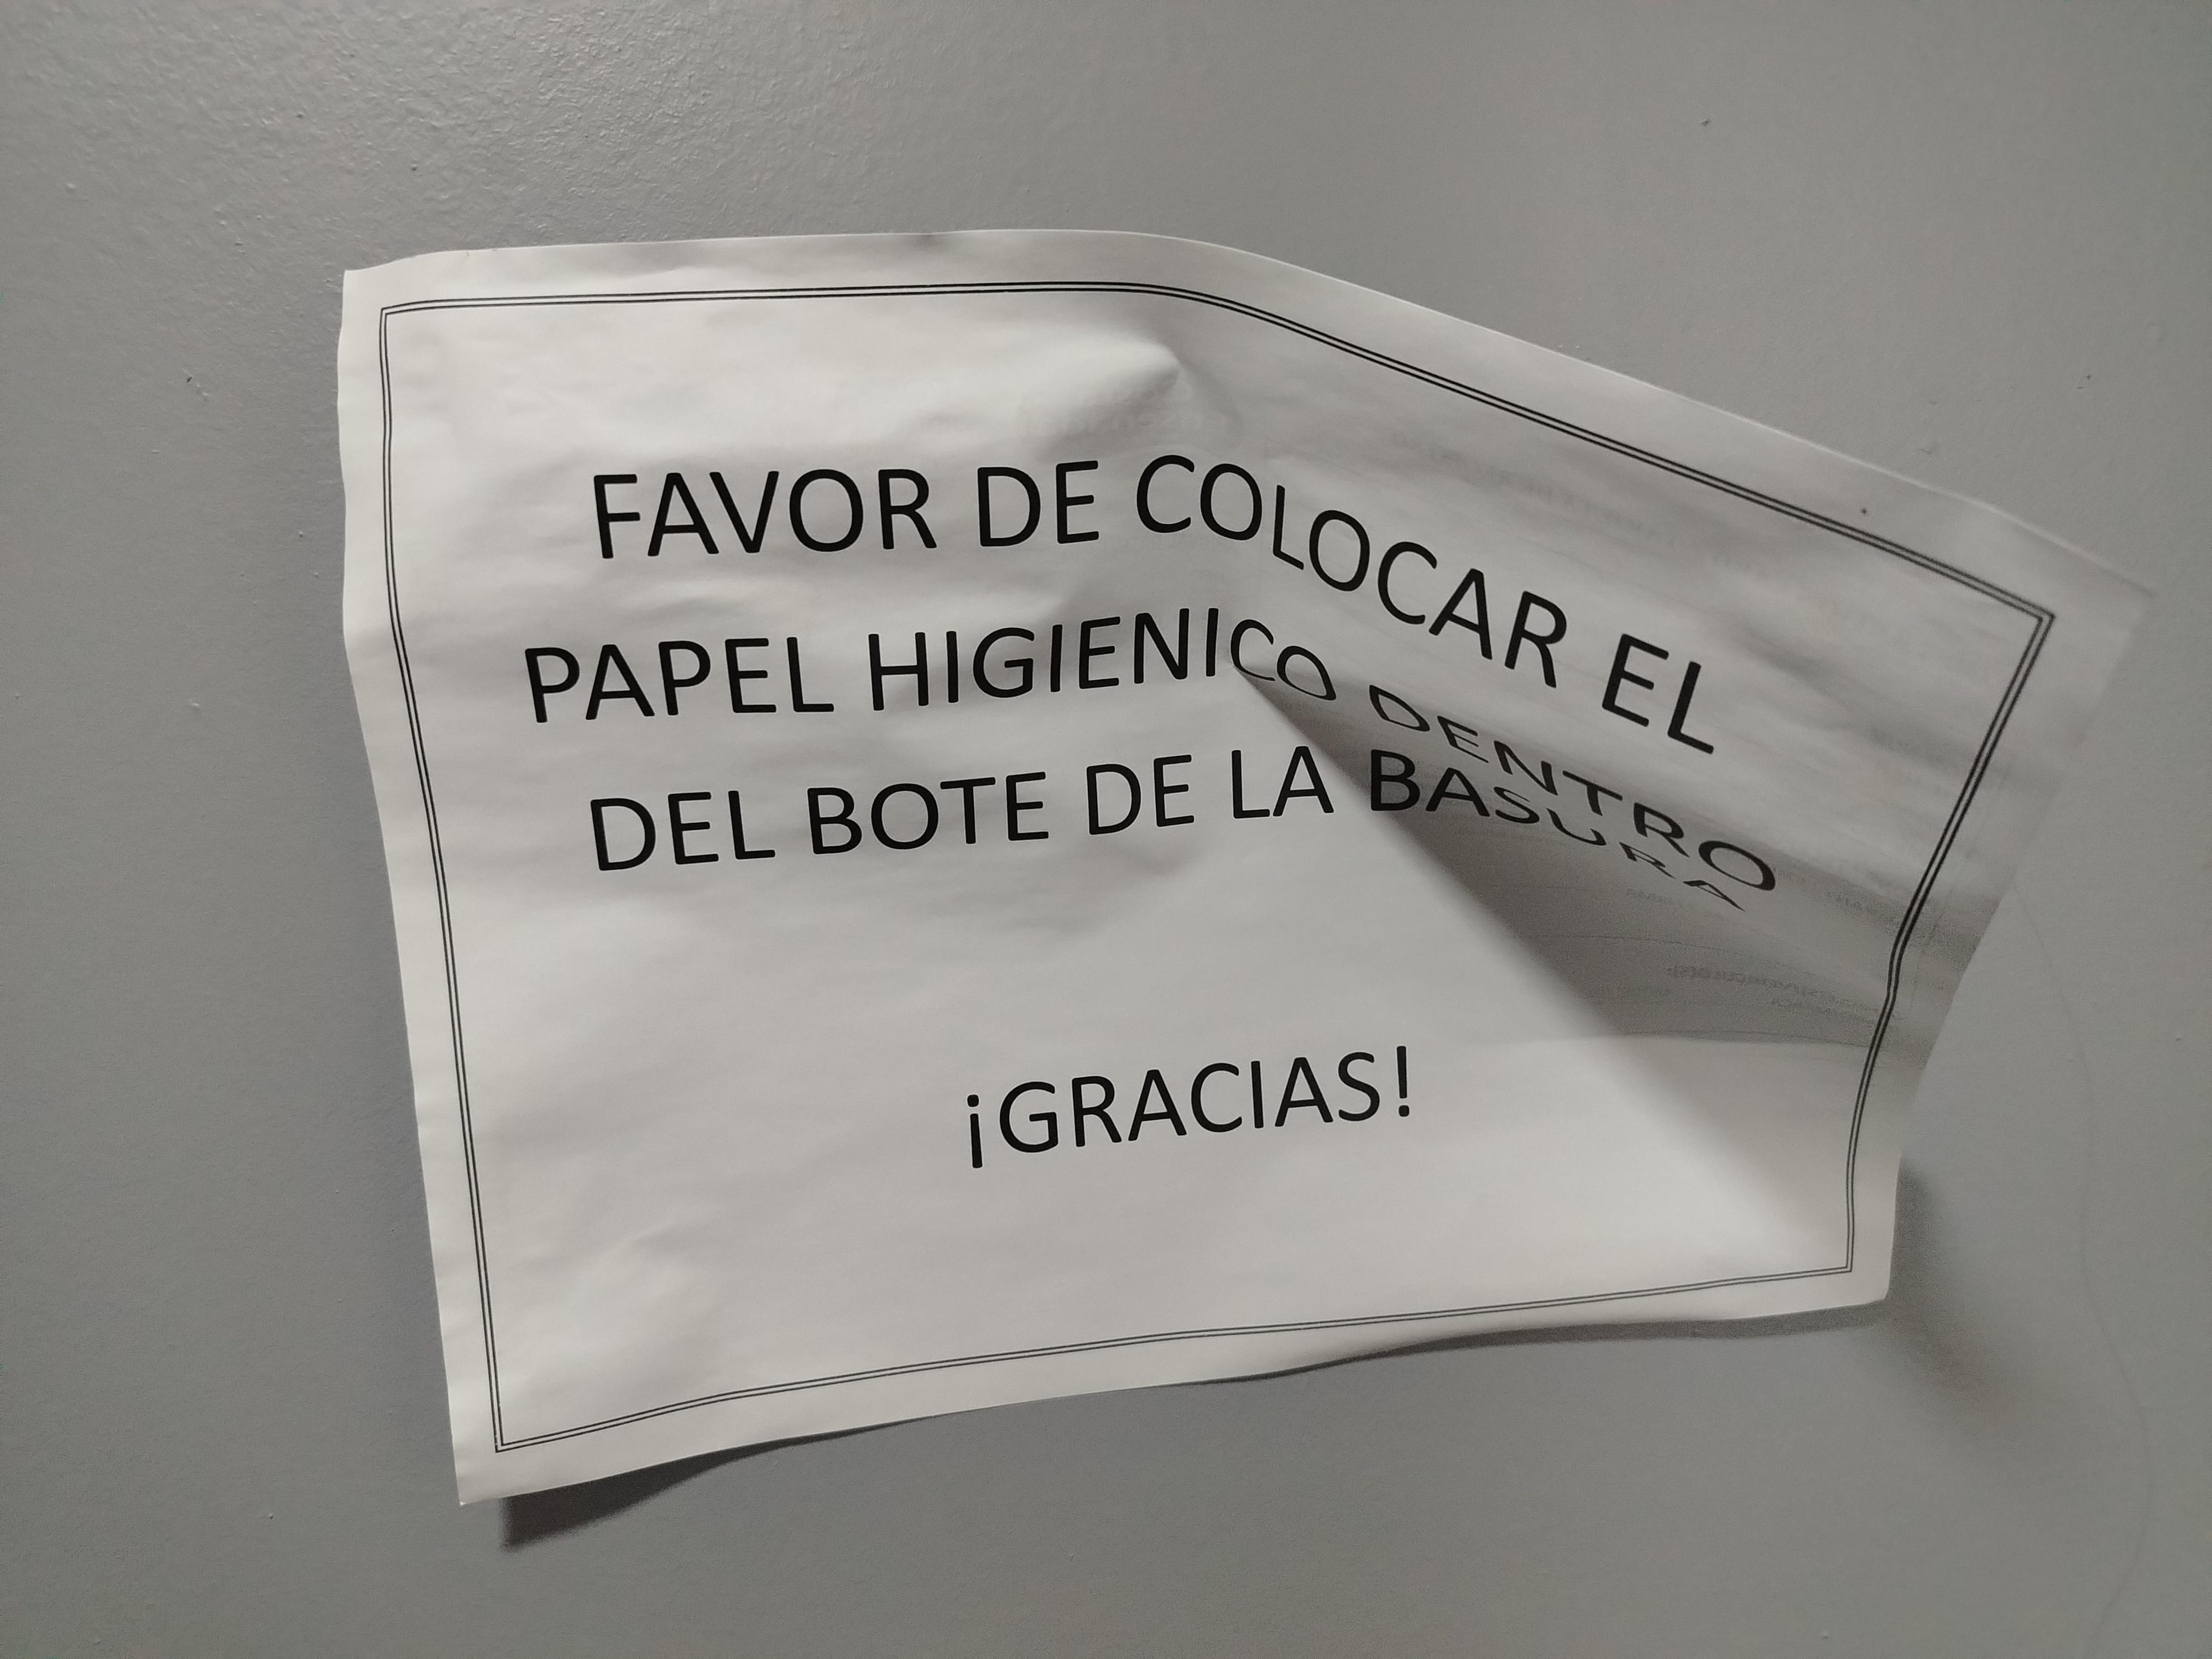 FAVOR DE COLOCAR EL
PAPEL HIGIENICO DENTRO
DEL BOTE DE LA BASURA
¡GRACIAS!